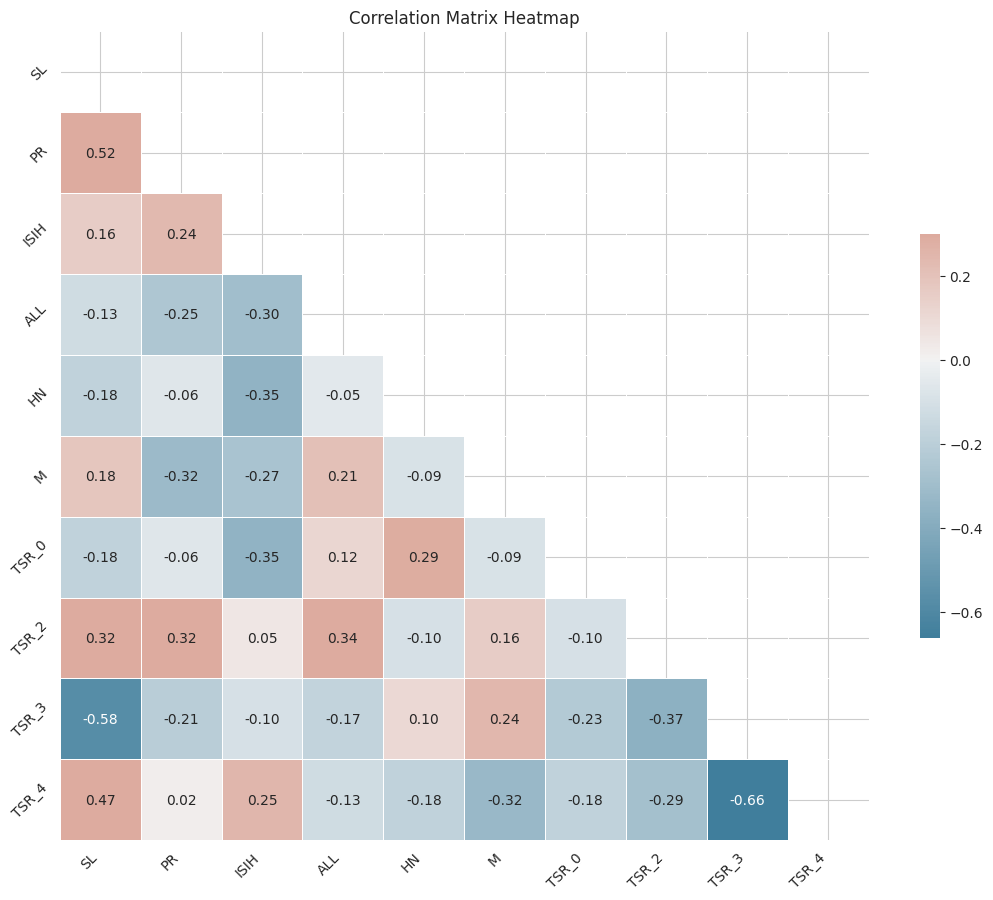 Correlation Matrix Heatmap
SL
PR 0.52
ISIH 0.16 0.24
ALL -0.13 -0.25 -0.30
HN -0.18 -0.06 -0.35 -0.05
M 0.18 -0.32 -0.27 0.21 -0.09
TSR_0 -0.18 -0.06 -0.35 0.12 0.29 -0.09
TSR_2 0.32 0.32 0.05 0.34 -0.10 0.16 -0.10
TSR_3 -0.58 -0.21 -0.10 -0.17 0.10 0.24 -0.23 -0.37
TSR_4 0.47 0.02 0.25 -0.13 -0.18 -0.32 -0.18 -0.29 -0.66
SL PR ISIH ALL HN M TSR_0 TSR_2 TSR_3 TSR_4
0.2
0.0
−0.2
−0.4
−0.6